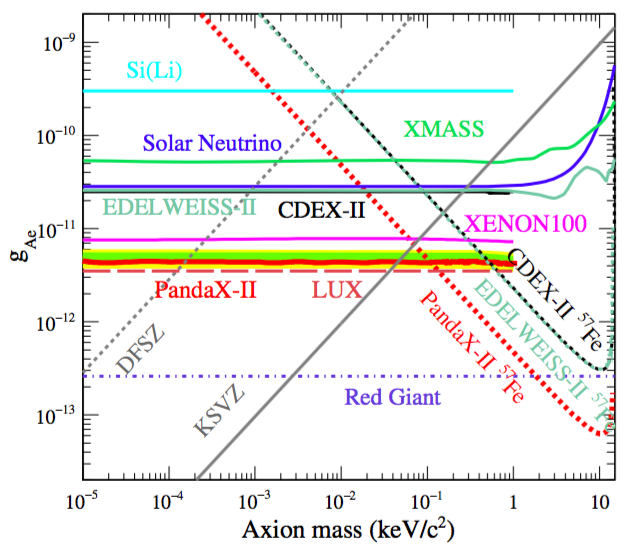 10⁻⁹
Si(Li)
10⁻¹⁰
XMASS
Solar Neutrino
EDELWEISS-II
CDEX-II
10⁻¹¹
XENON100
g_Ae
PandaX-II
LUX
CDEX-II ⁵⁷Fe
EDELWEISS-II ⁵⁷Fe
PandaX-II ⁵⁷Fe
10⁻¹²
DFSZ
KSVZ
Red Giant
10⁻¹³
10⁻⁵ 10⁻⁴ 10⁻³ 10⁻² 10⁻¹ 1 10
Axion mass (keV/c²)